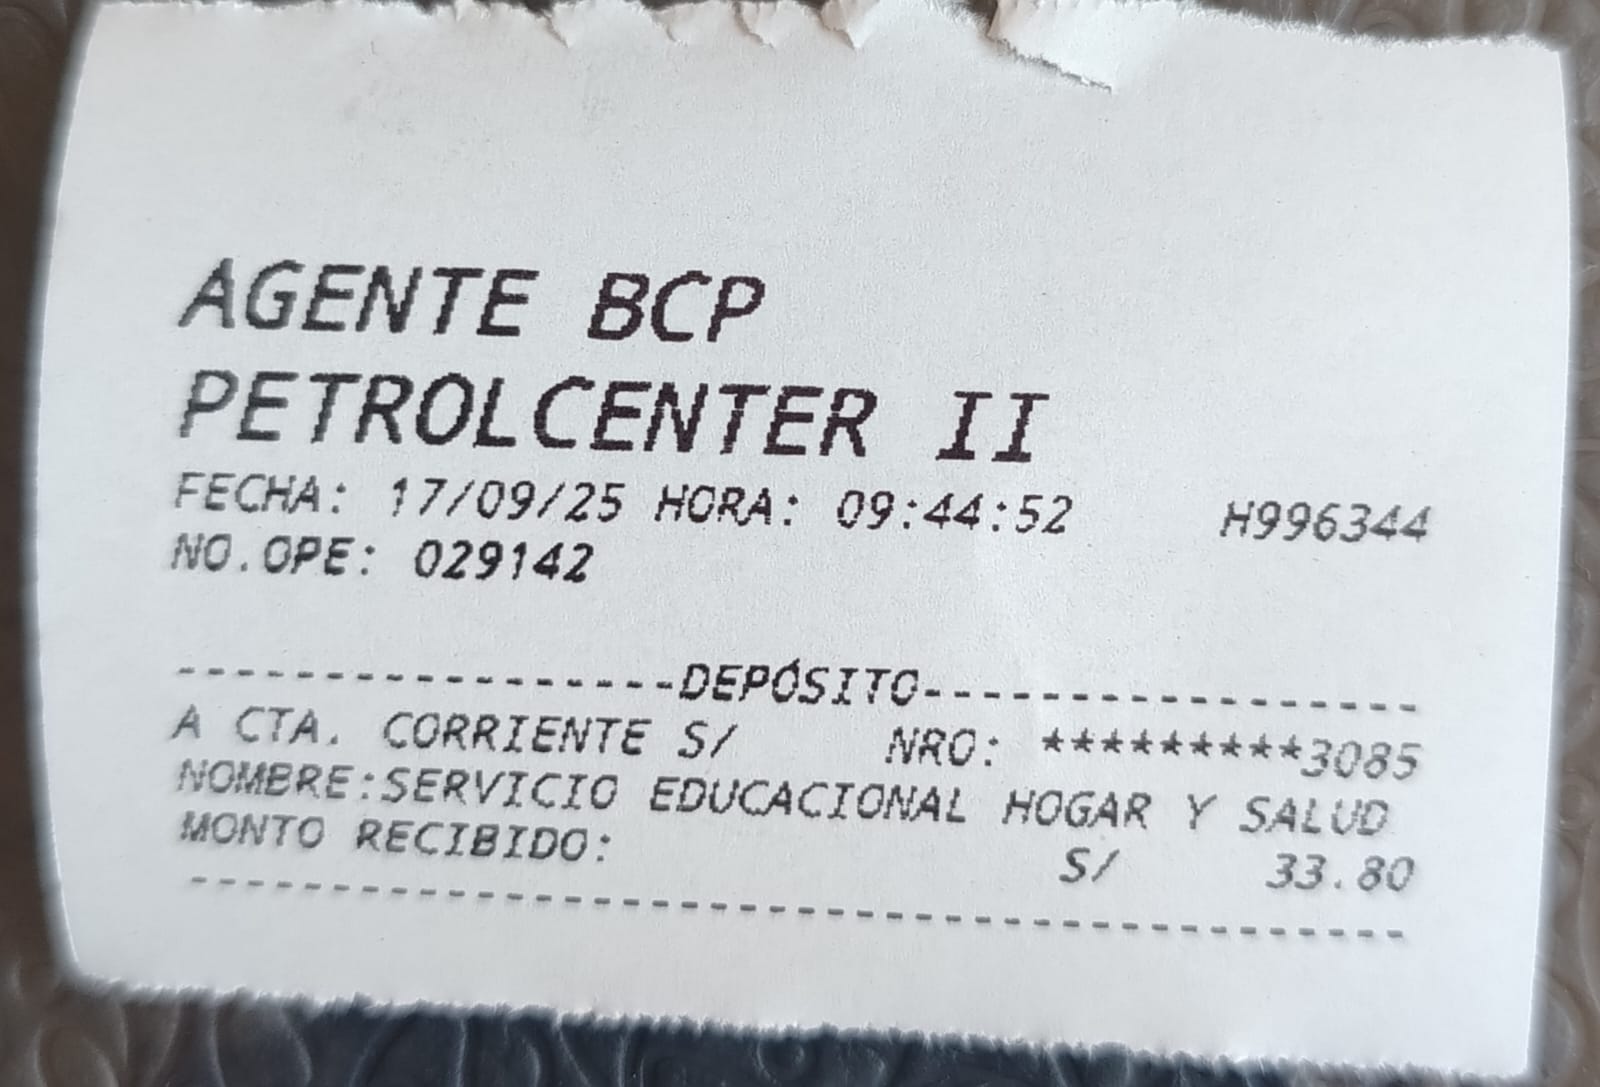 AGENTE BCP
PETROLCENTER II
FECHA: 17/09/25 HORA: 09:44:52 H996344
NO.OPE: 029142
-----------------DEPÓSITO-----------------
A CTA. CORRIENTE S/ NRO: *********3085
NOMBRE:SERVICIO EDUCACIONAL HOGAR Y SALUD
MONTO RECIBIDO: S/ 33.80
------------------------------------------